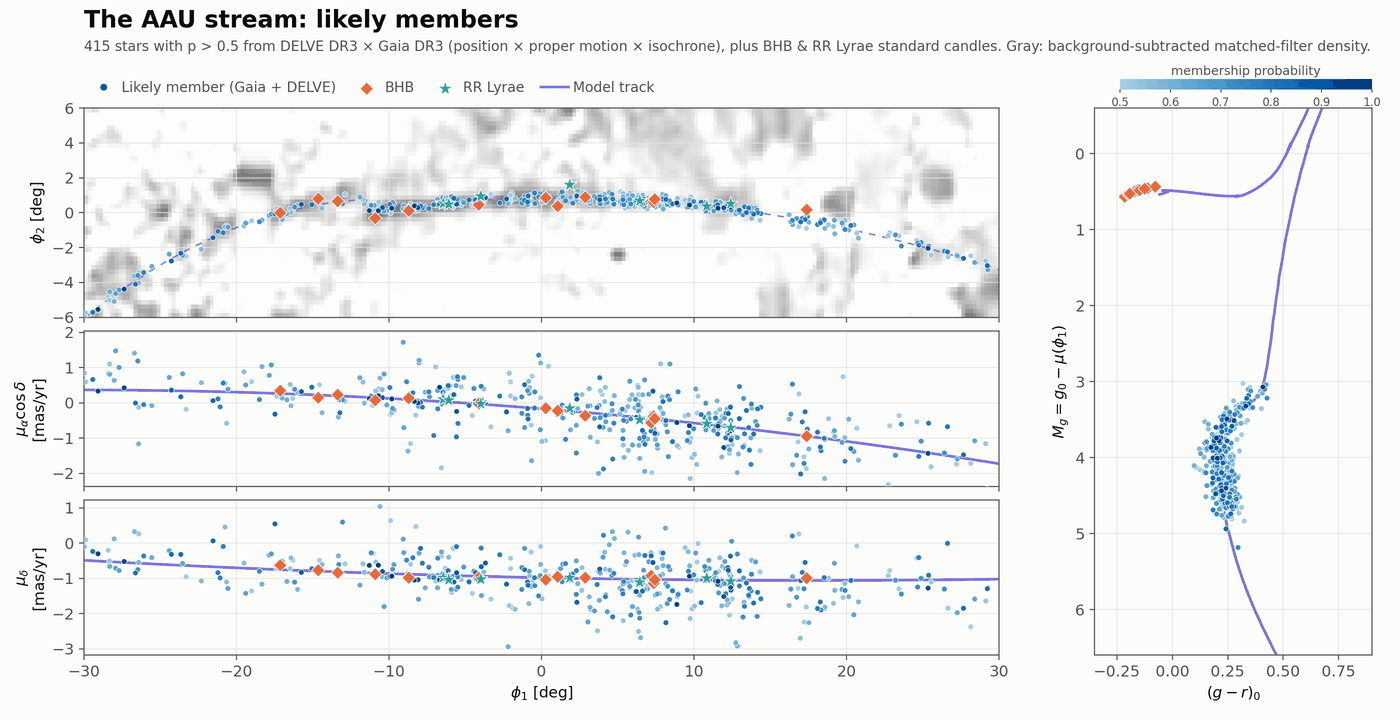 The AAU stream: likely members
415 stars with p > 0.5 from DELVE DR3 × Gaia DR3 (position × proper motion × isochrone), plus BHB & RR Lyrae standard candles. Gray: background-subtracted matched-filter density.
Likely member (Gaia + DELVE) BHB RR Lyrae Model track
membership probability
0.5 0.6 0.7 0.8 0.9 1.0
ϕ₂ [deg]
6
4
2
0
−2
−4
−6
μ_α cos δ
[mas/yr]
2
1
0
−1
−2
μ_δ
[mas/yr]
1
0
−1
−2
−3
−30 −20 −10 0 10 20 30
ϕ₁ [deg]
M_g = g₀ − μ(ϕ₁)
0
1
2
3
4
5
6
−0.25 0.00 0.25 0.50 0.75
(g − r)₀